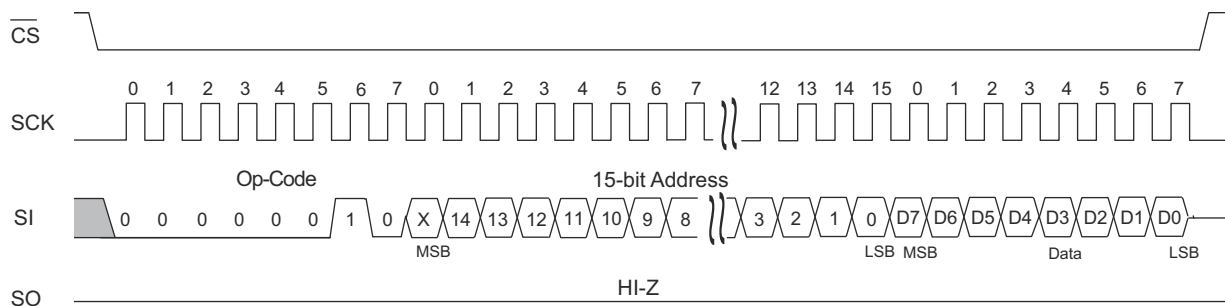 CS
0 1 2 3 4 5 6 7 0 1 2 3 4 5 6 7 12 13 14 15 0 1 2 3 4 5 6 7
SCK
Op-Code 15-bit Address
SI 0 0 0 0 0 0 1 0 X 14 13 12 11 10 9 8 3 2 1 0 D7 D6 D5 D4 D3 D2 D1 D0
MSB LSB MSB Data LSB
HI-Z
SO